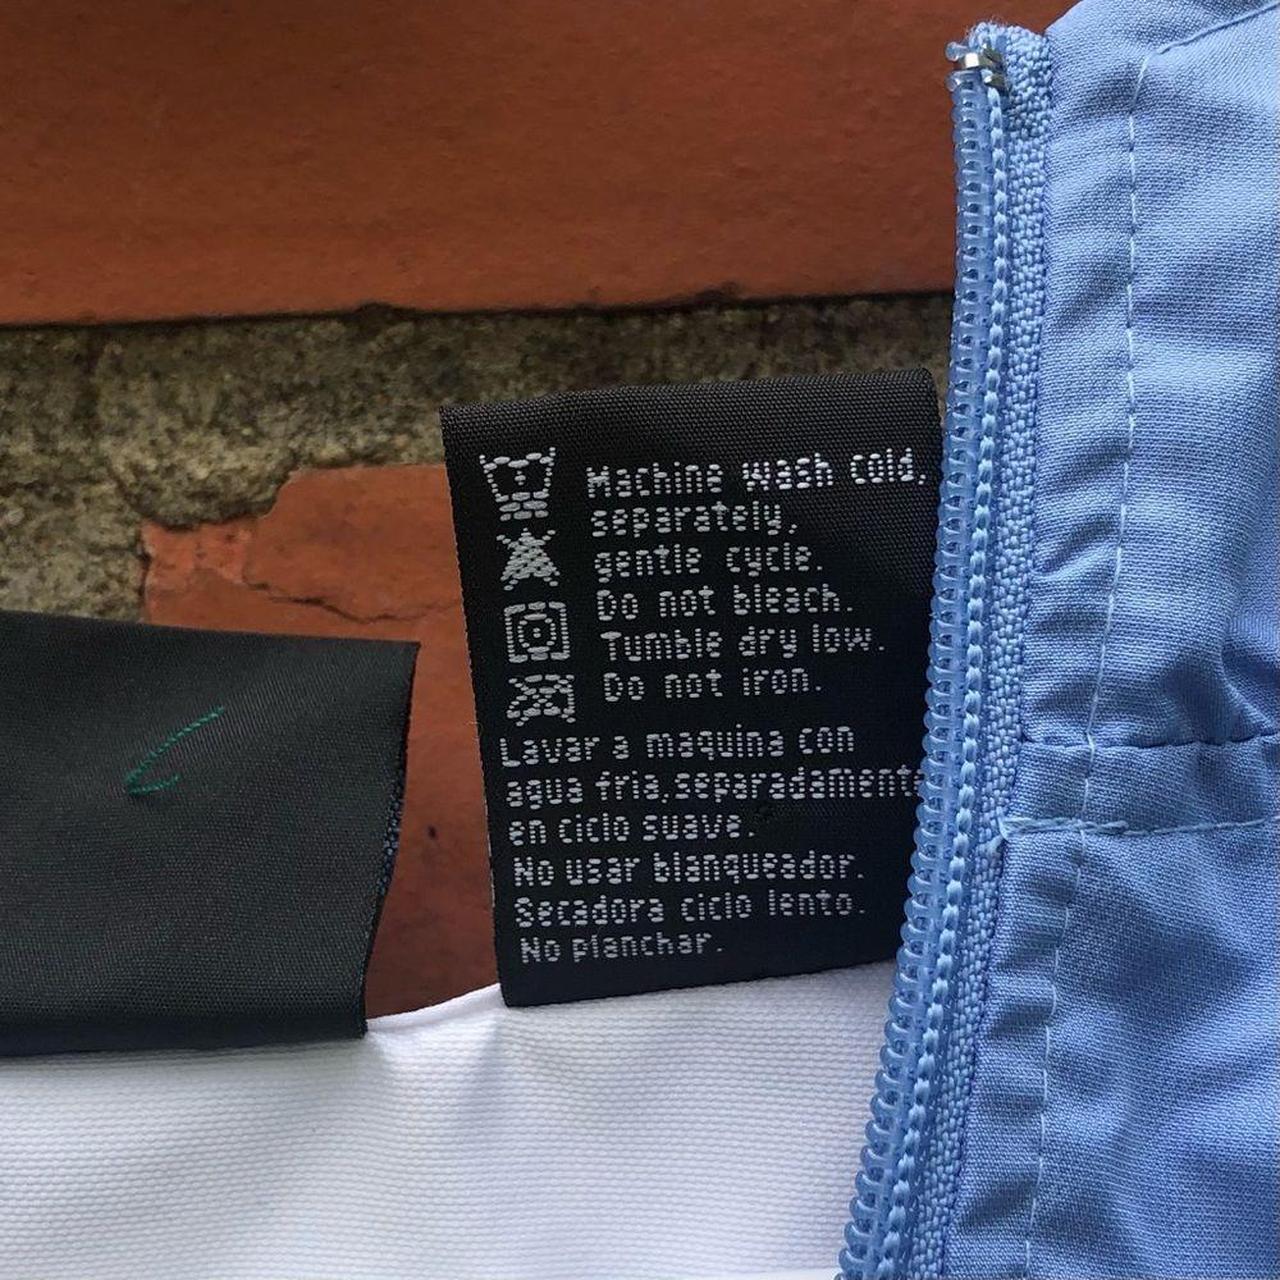 Machine wash cold,
separately,
gentle cycle.
Do not bleach.
Tumble dry low.
Do not iron.
Lavar a maquina con
agua fria,separadamente
en ciclo suave.
No usar blanqueador.
Secadora ciclo lento.
No planchar.